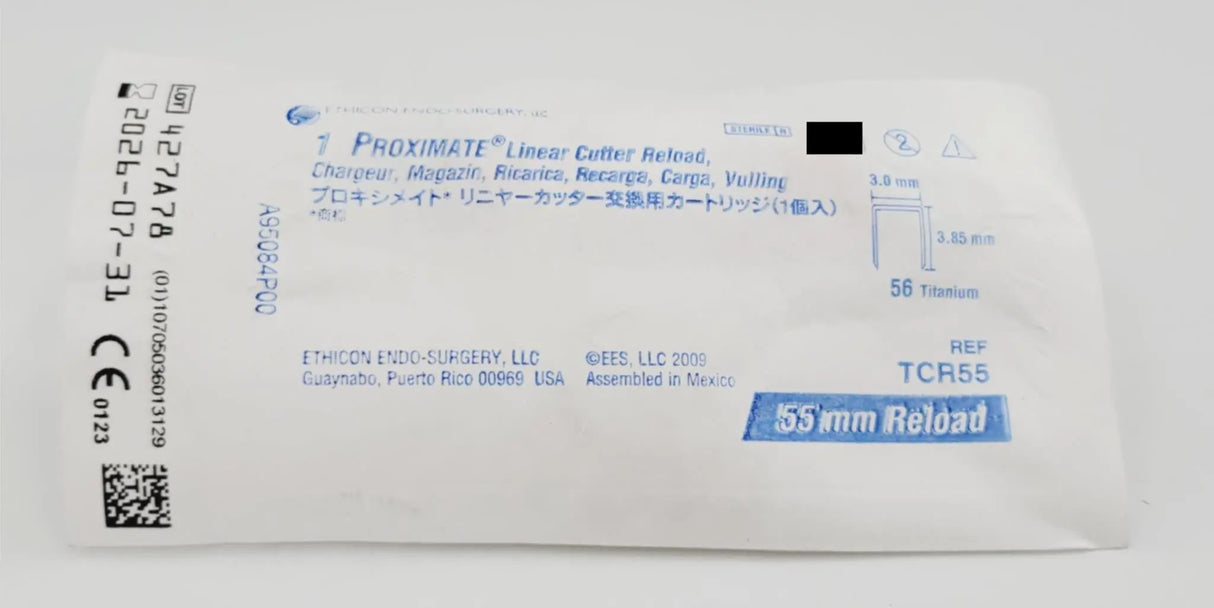 ETHICON ENDO-SURGERY, LLC
1 PROXIMATE® Linear Cutter Reload,
Chargeur, Magazin, Ricarica, Recarga, Carga, Vulling
プロキシメイト* リニヤーカッター交換用カートリッジ(1個入)
*商標
STERILE R
2
3.0 mm
3.85 mm
56 Titanium
ETHICON ENDO-SURGERY, LLC
Guaynabo, Puerto Rico 00969 USA
©EES, LLC 2009
Assembled in Mexico
REF
TCR55
55 mm Reload
A95084P00
LOT 427A78
2026-07-31
(01)10705036013129
CE 0123